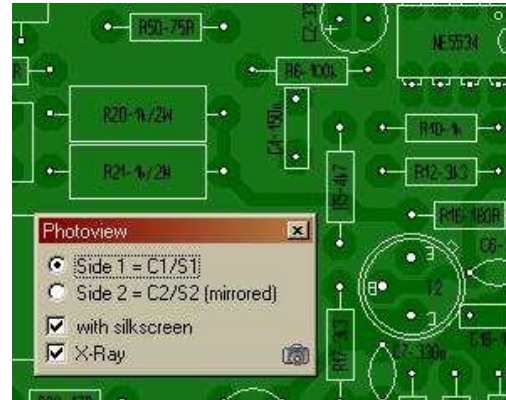 R50-75R
NE5534
R6-100k
R20-1k/2W
C4-150n
R10-1k
R21-1k/2W
R5-4k7
R12-3k3
R16-180R
Photoview
Side 1 = C1/S1
Side 2 = C2/S2 (mirrored)
with silkscreen
X-Ray
E
B
C
T2
C6-
R17-3k3
C7-330n